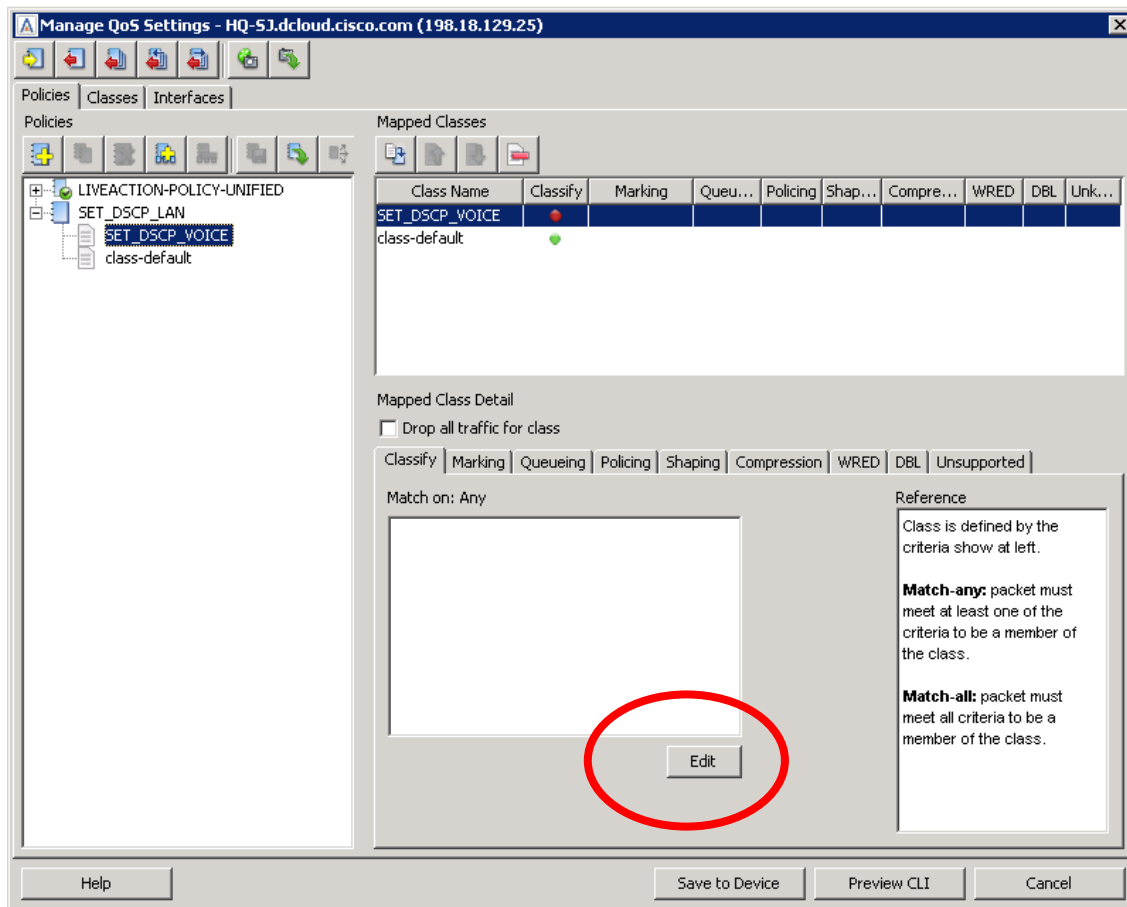 Manage QoS Settings - HQ-SJ.dcloud.cisco.com (198.18.129.25)
Policies Classes Interfaces
Policies
Mapped Classes
LIVEACTION-POLICY-UNIFIED
SET_DSCP_LAN
SET_DSCP_VOICE
class-default
Class Name Classify Marking Queu... Policing Shap... Compre... WRED DBL Unk...
SET_DSCP_VOICE
class-default
Mapped Class Detail
Drop all traffic for class
Classify Marking Queueing Policing Shaping Compression WRED DBL Unsupported
Match on: Any
Edit
Reference
Class is defined by the
criteria show at left.
Match-any: packet must
meet at least one of the
criteria to be a member of
the class.
Match-all: packet must
meet all criteria to be a
member of the class.
Help Save to Device Preview CLI Cancel